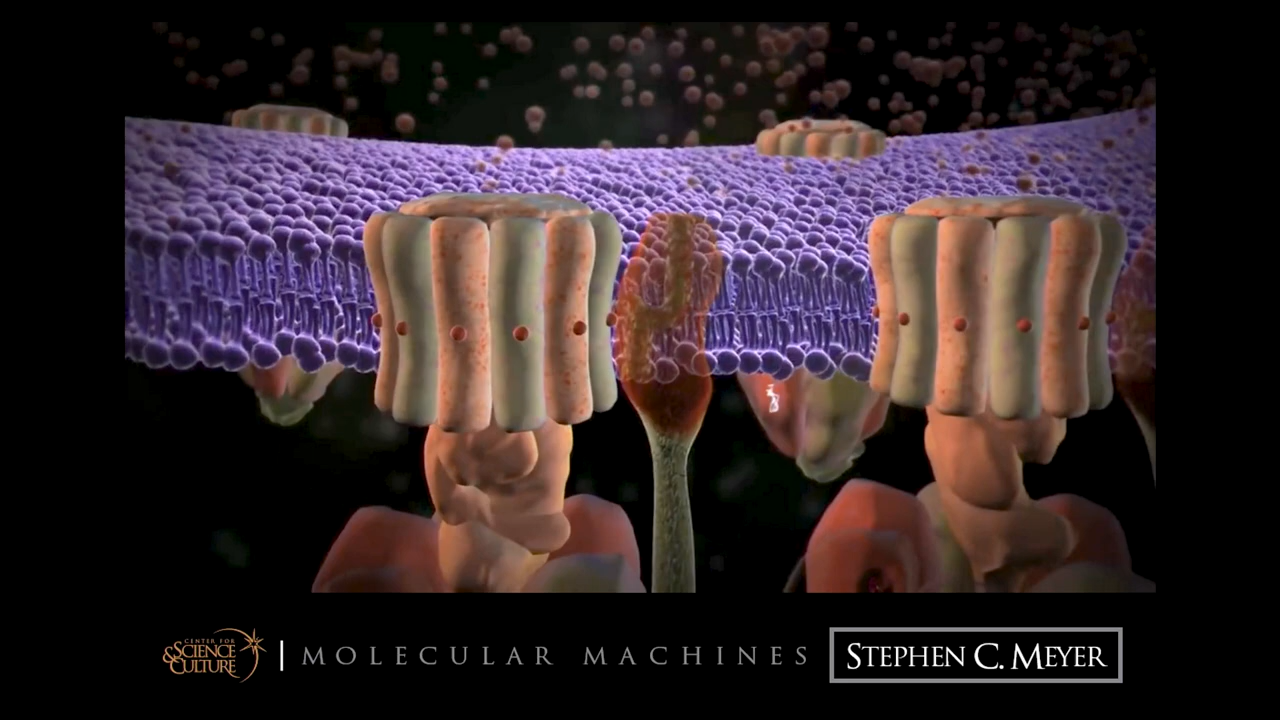 CENTER FOR
& SCIENCE
CULTURE
MOLECULAR MACHINES
STEPHEN C. MEYER